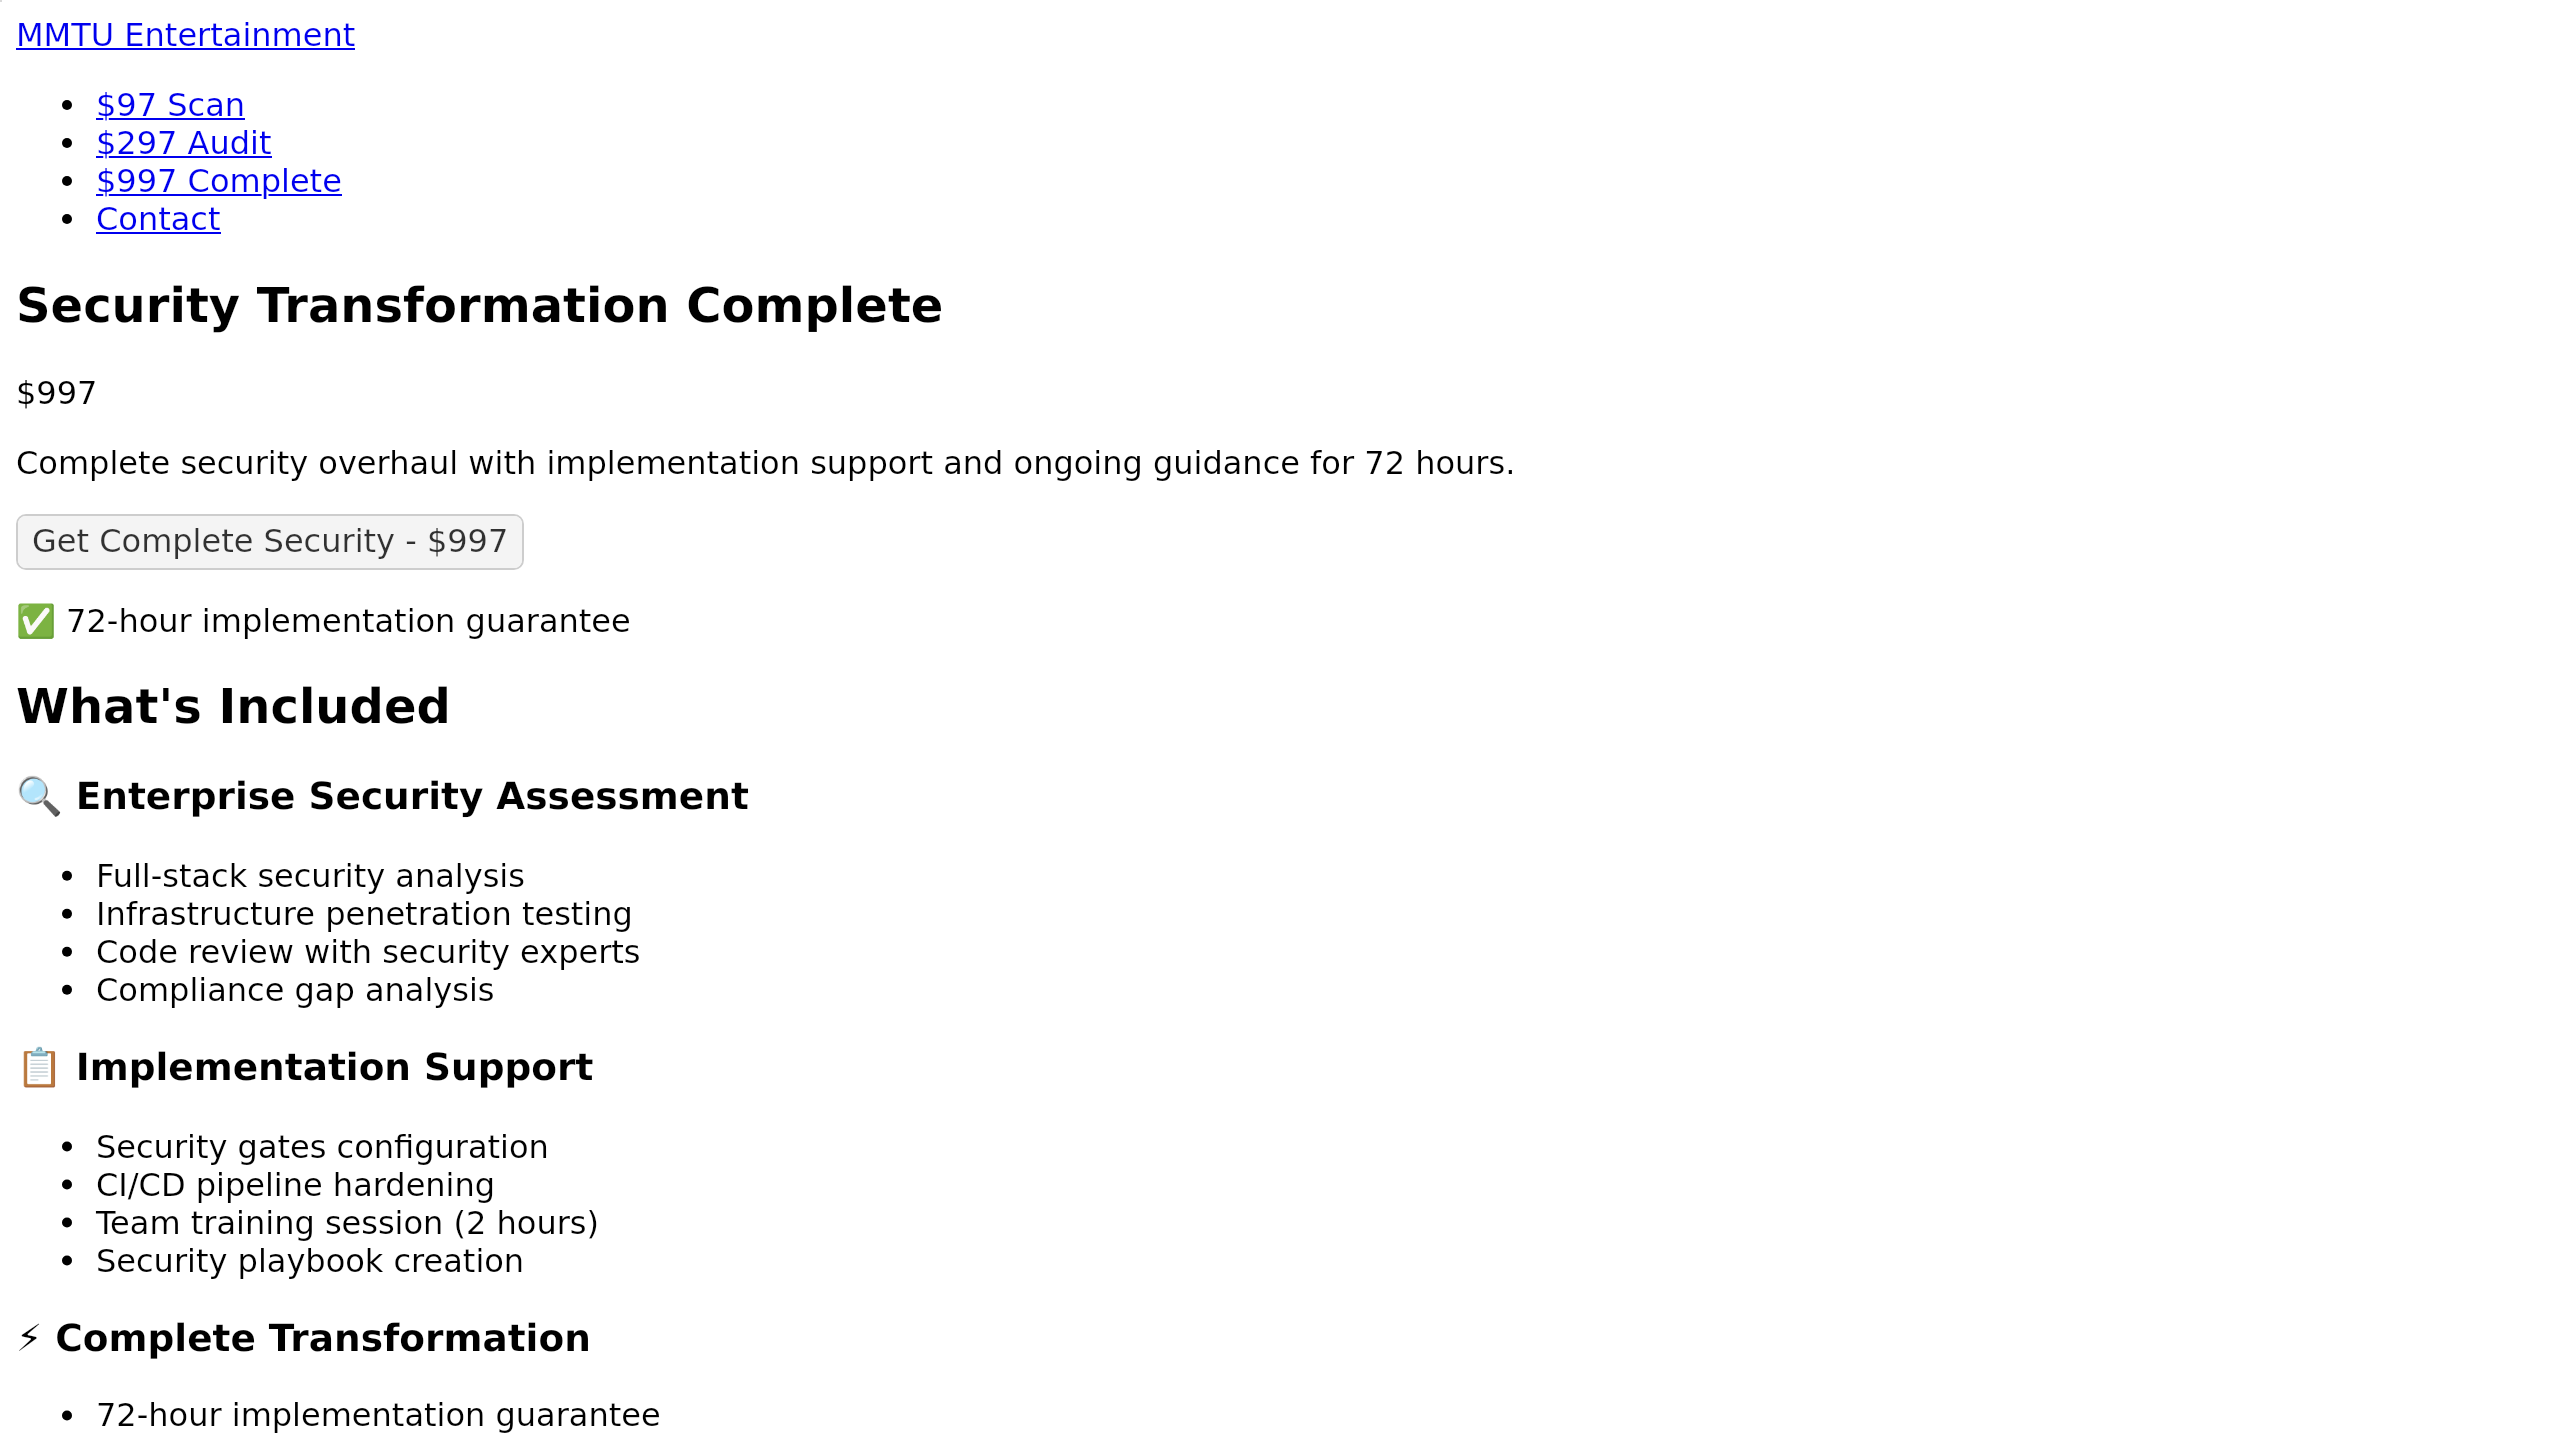 MMTU Entertainment
• $97 Scan
• $297 Audit
• $997 Complete
• Contact
Security Transformation Complete
$997
Complete security overhaul with implementation support and ongoing guidance for 72 hours.
Get Complete Security - $997
✅ 72-hour implementation guarantee
What's Included
🔍 Enterprise Security Assessment
• Full-stack security analysis
• Infrastructure penetration testing
• Code review with security experts
• Compliance gap analysis
📋 Implementation Support
• Security gates configuration
• CI/CD pipeline hardening
• Team training session (2 hours)
• Security playbook creation
⚡ Complete Transformation
• 72-hour implementation guarantee